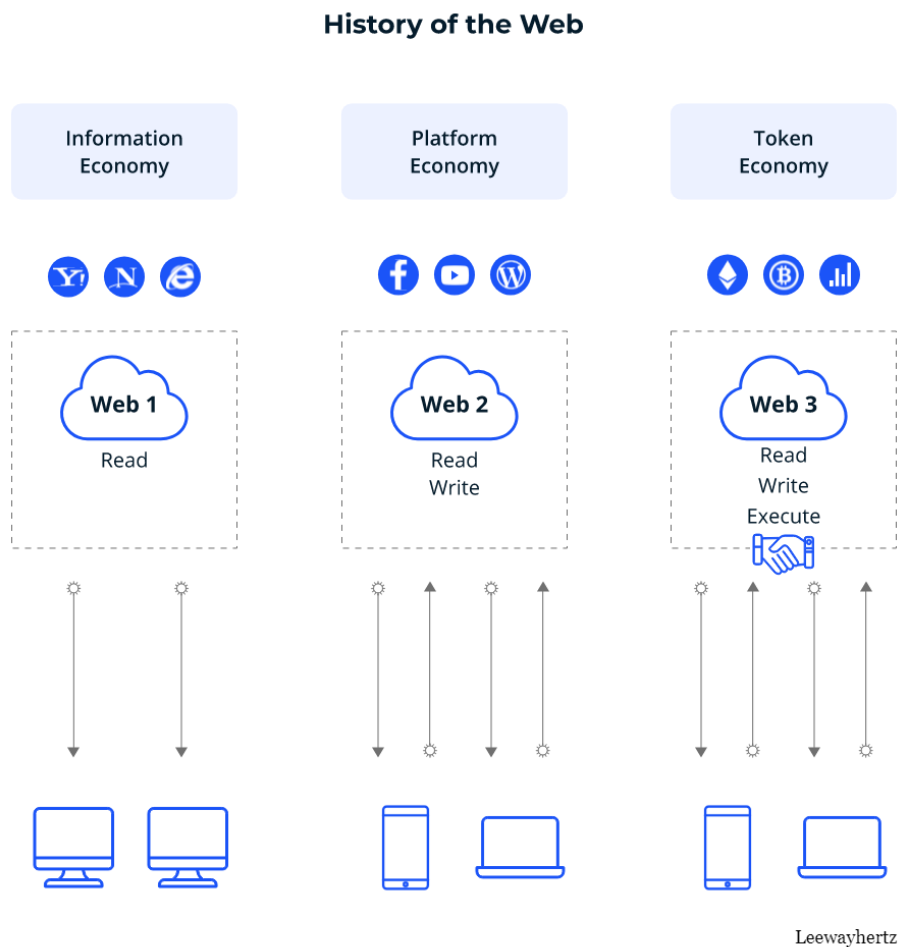 History of the Web
Information
Economy
Platform
Economy
Token
Economy
Y!
N
e
f
W
B
Web 1
Read
Web 2
Read
Write
Web 3
Read
Write
Execute
Leewayhertz